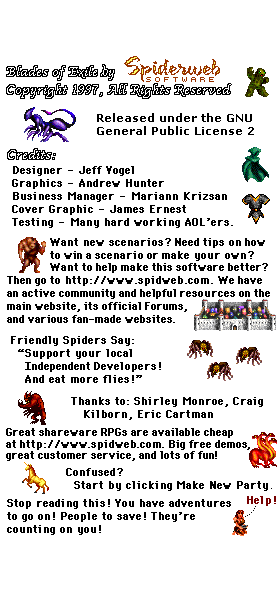 Blades of Exile by Spiderweb
SOFTWARE
Copyright 1997, All Rights Reserved
Released under the GNU
General Public License 2
Credits:
Designer - Jeff Vogel
Graphics - Andrew Hunter
Business Manager - Mariann Krizsan
Cover Graphic - James Ernest
Testing - Many hard working AOL'ers.
Want new scenarios? Need tips on how
to win a scenario or make your own?
Want to help make this software better?
Then go to http://www.spidweb.com. We have
an active community and helpful resources on the
main website, its official Forums,
and various fan-made websites.
Friendly Spiders Say:
“Support your local
Independent Developers!
And eat more flies!”
Thanks to: Shirley Monroe, Craig
Kilborn, Eric Cartman
Great shareware RPGs are available cheap
at http://www.spidweb.com. Big free demos,
great customer service, and lots of fun!
Confused?
Start by clicking Make New Party.
Stop reading this! You have adventures
to go on! People to save! They're
counting on you!
Help!